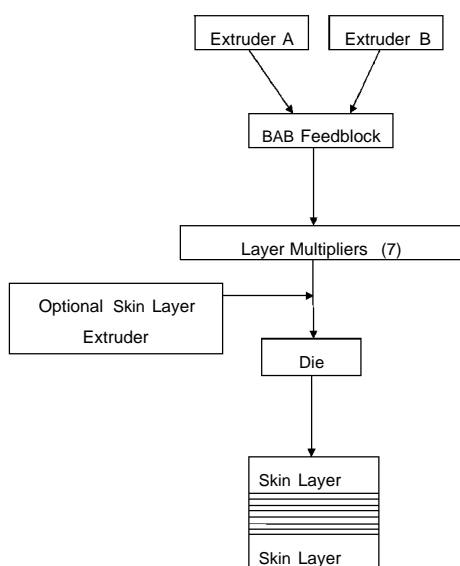 Extruder A
Extruder B
BAB Feedblock
Layer Multipliers (7)
Optional Skin Layer
Extruder
Die
Skin Layer
Skin Layer